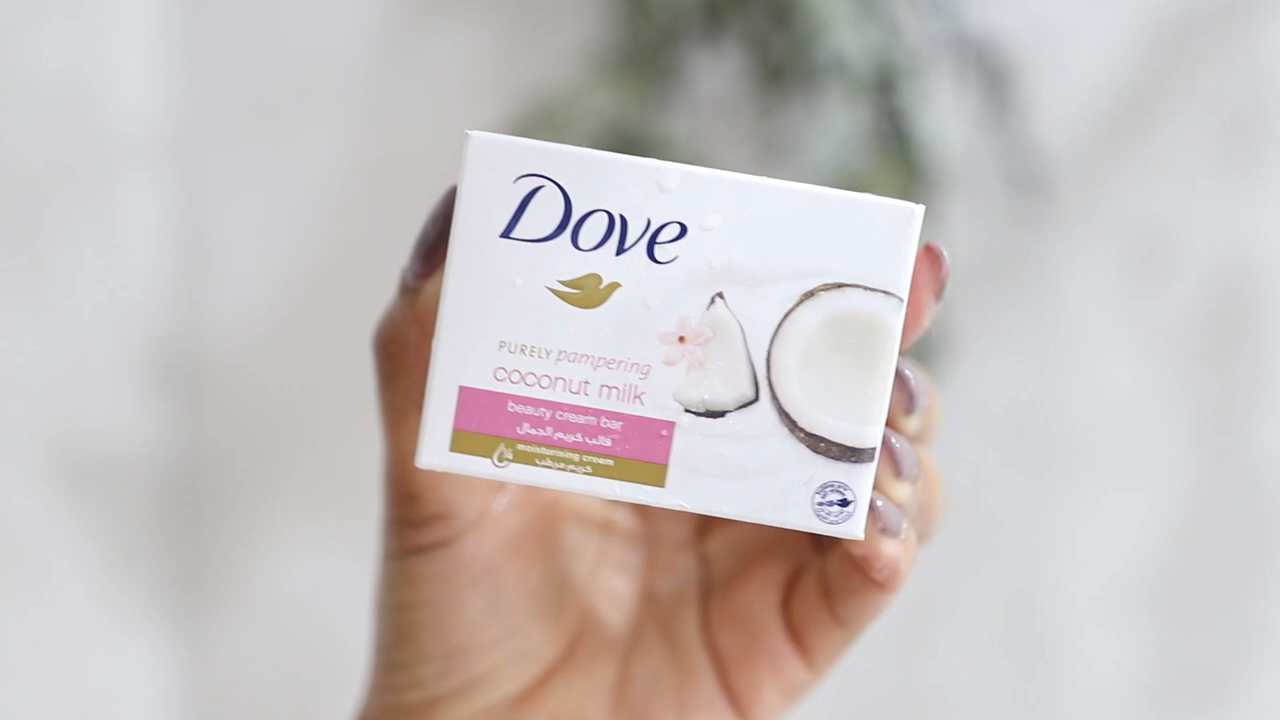 Dove
PURELY pampering
coconut milk
beauty cream bar
قالب كريم الجمال
moisturising cream
كريم مرطب